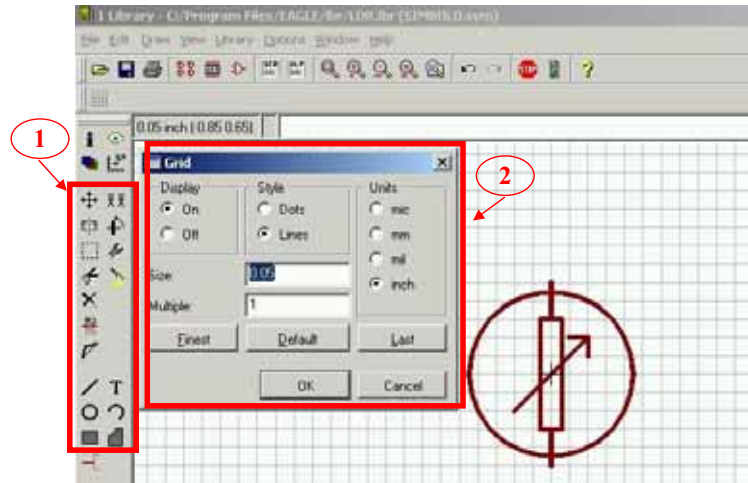 1 Library - C:/Program Files/EAGLE/lbr/LDR.lbr (SIMBOLO.sym)
File Edit Draw View Library Options Window Help
STOP
?
0.05 inch (0.85 0.65)
1
2
Grid
Display
On
Off
Style
Dots
Lines
Units
mic
mm
mil
inch
Size:
0.05
Multiple:
1
Finest
Default
Last
OK
Cancel
i
T